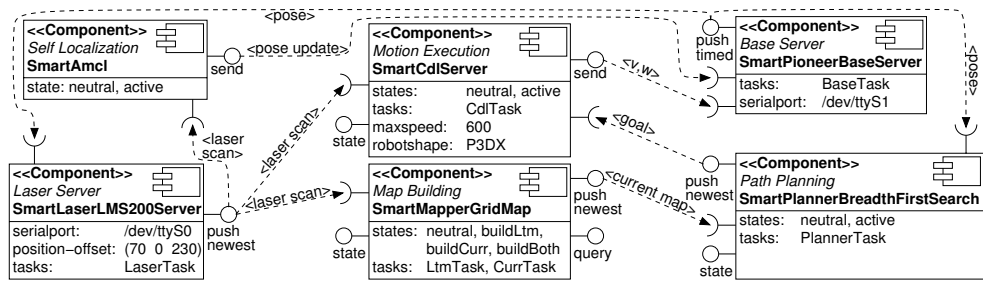 <pose>
<<Component>>
Self Localization
SmartAmcl
state: neutral, active
send
<pose update>
<laser
scan>
<<Component>>
Laser Server
SmartLaserLMS200Server
serialport: /dev/ttyS0
position−offset: (70 0 230)
tasks: LaserTask
push
newest
<laser scan>
<laser scan>
<<Component>>
Motion Execution
SmartCdlServer
states: neutral, active
tasks: CdlTask
maxspeed: 600
robotshape: P3DX
state
send
<v,w>
<goal>
<<Component>>
Map Building
SmartMapperGridMap
states: neutral, buildLtm,
buildCurr, buildBoth
tasks: LtmTask, CurrTask
state
push
newest
query
<current map>
push
timed
<<Component>>
Base Server
SmartPioneerBaseServer
tasks: BaseTask
serialport: /dev/ttyS1
<pose>
push
newest
<<Component>>
Path Planning
SmartPlannerBreadthFirstSearch
states: neutral, active
tasks: PlannerTask
state